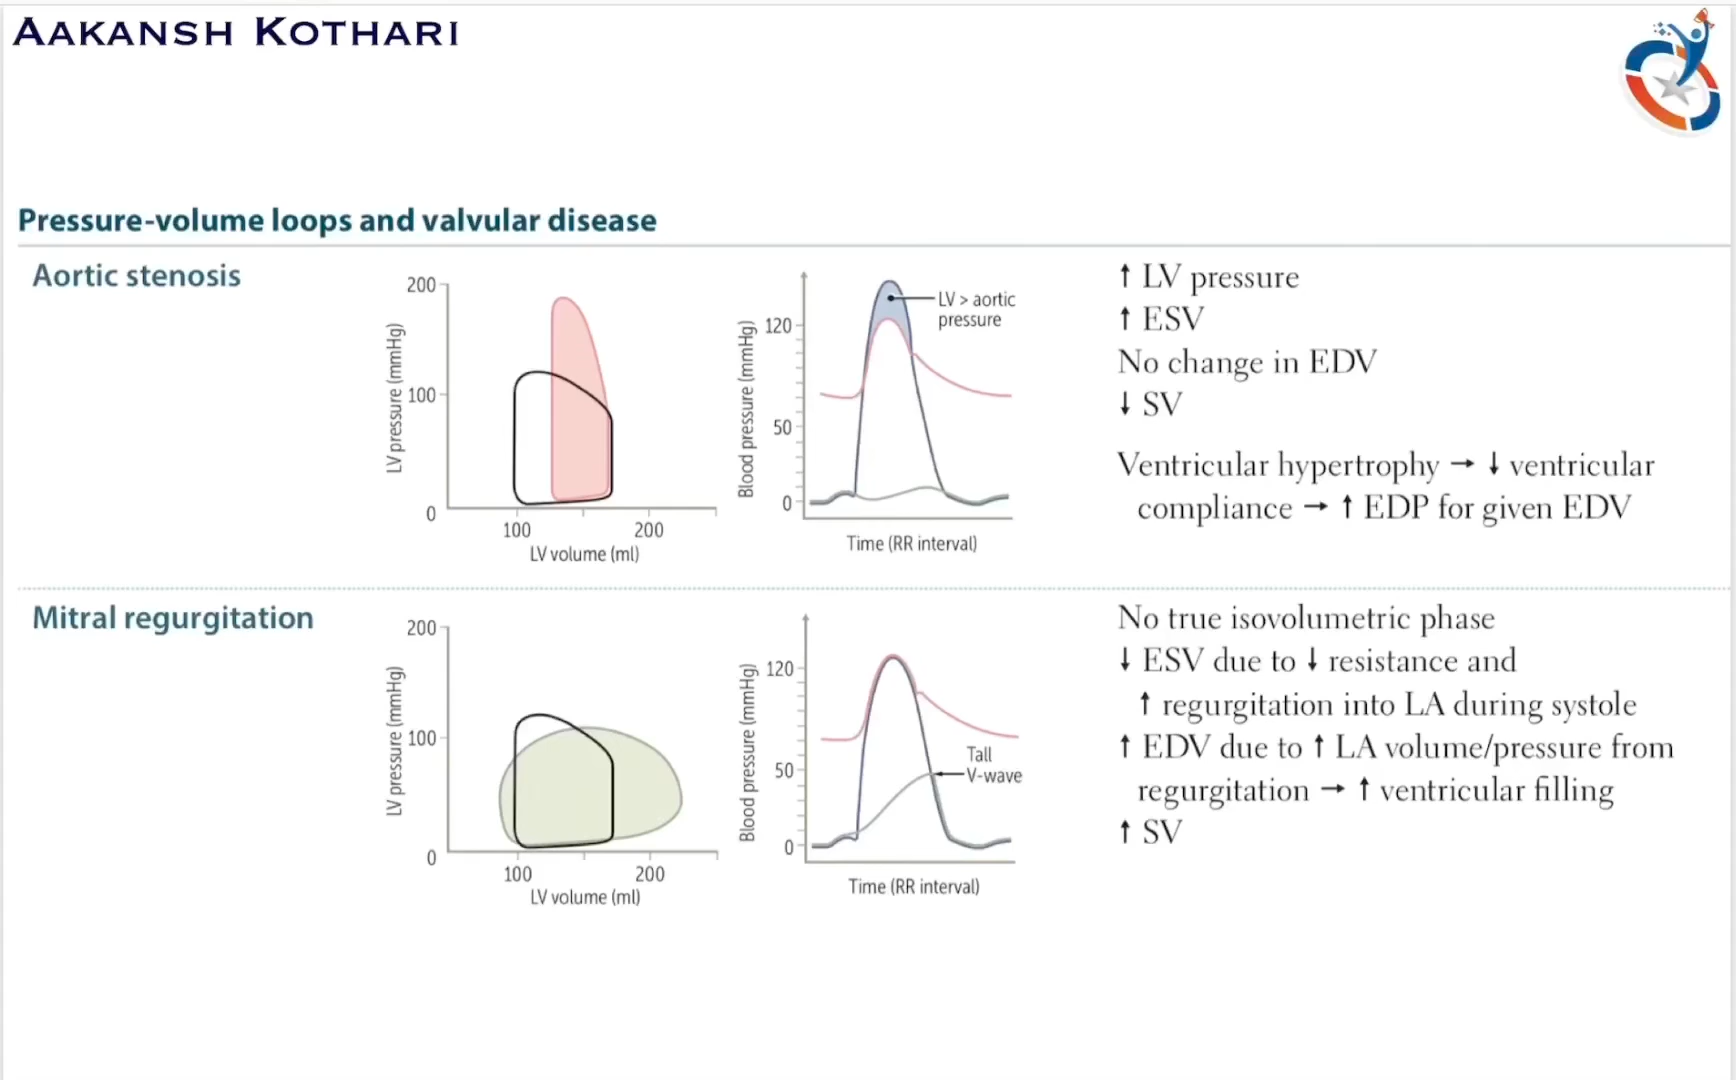 AAKANSH KOTHARI
Pressure-volume loops and valvular disease
Aortic stenosis
LV pressure (mmHg)
200
100
0
100
200
LV volume (ml)
Blood pressure (mmHg)
120
50
0
LV > aortic
pressure
Time (RR interval)
↑ LV pressure
↑ ESV
No change in EDV
↓ SV
Ventricular hypertrophy → ↓ ventricular
compliance → ↑ EDP for given EDV
Mitral regurgitation
LV pressure (mmHg)
200
100
0
100
200
LV volume (ml)
Blood pressure (mmHg)
120
50
0
Tall
V-wave
Time (RR interval)
No true isovolumetric phase
↓ ESV due to ↓ resistance and
↑ regurgitation into LA during systole
↑ EDV due to ↑ LA volume/pressure from
regurgitation → ↑ ventricular filling
↑ SV